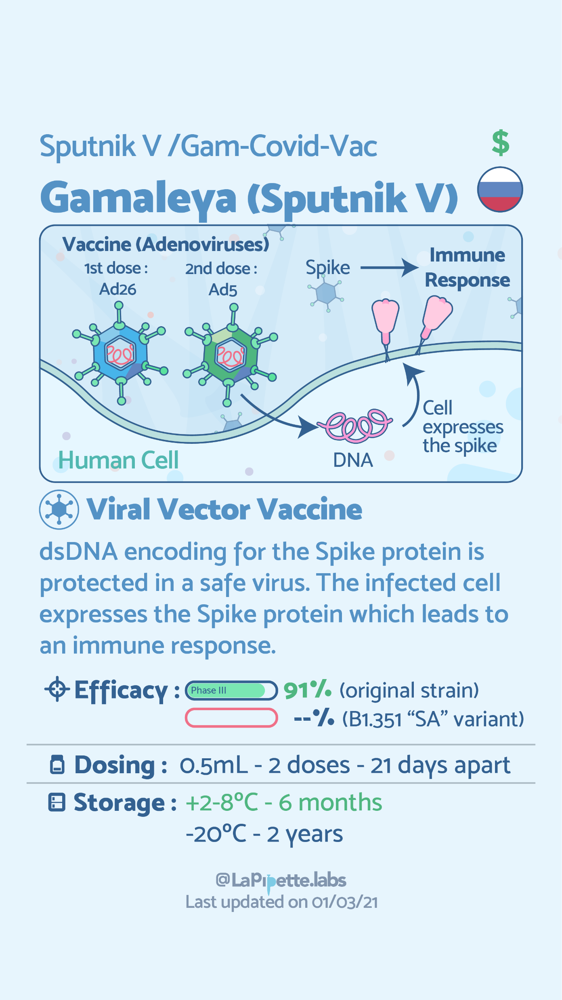 Sputnik V /Gam-Covid-Vac
$
Gamaleya (Sputnik V)
Vaccine (Adenoviruses)
1st dose :
Ad26
2nd dose :
Ad5
Spike
Immune
Response
Cell
expresses
the spike
DNA
Human Cell
Viral Vector Vaccine
dsDNA encoding for the Spike protein is
protected in a safe virus. The infected cell
expresses the Spike protein which leads to
an immune response.
Efficacy : Phase III 91% (original strain)
--% (B1.351 “SA” variant)
Dosing : 0.5mL - 2 doses - 21 days apart
Storage : +2-8ºC - 6 months
-20ºC - 2 years
@LaPipette.labs
Last updated on 01/03/21